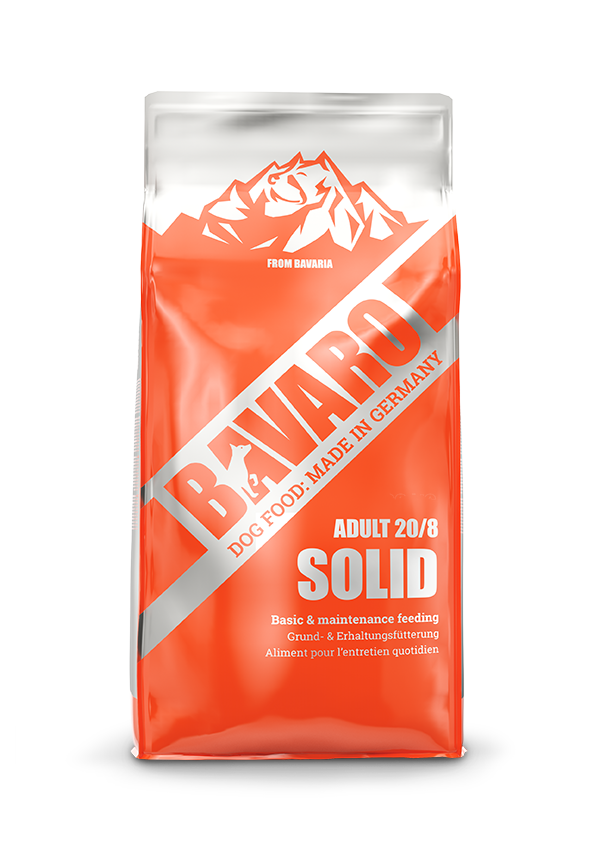 FROM BAVARIA
BAVARO
DOG FOOD: MADE IN GERMANY
ADULT 20/8
SOLID
Basic & maintenance feeding
Grund- & Erhaltungsfütterung
Aliment pour l'entretien quotidien